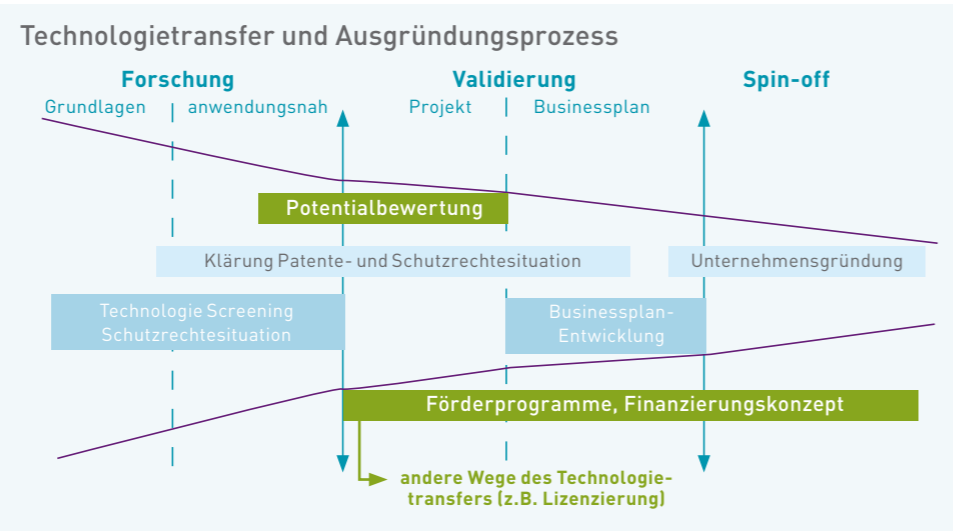 Technologietransfer und Ausgründungsprozess
Forschung
Validierung
Spin-off
Grundlagen
anwendungsnah
Projekt
Businessplan
Potentialbewertung
Klärung Patente- und Schutzrechtesituation
Unternehmensgründung
Technologie Screening
Schutzrechtesituation
Businessplan-
Entwicklung
Förderprogramme, Finanzierungskonzept
andere Wege des Technologie-
transfers (z.B. Lizenzierung)